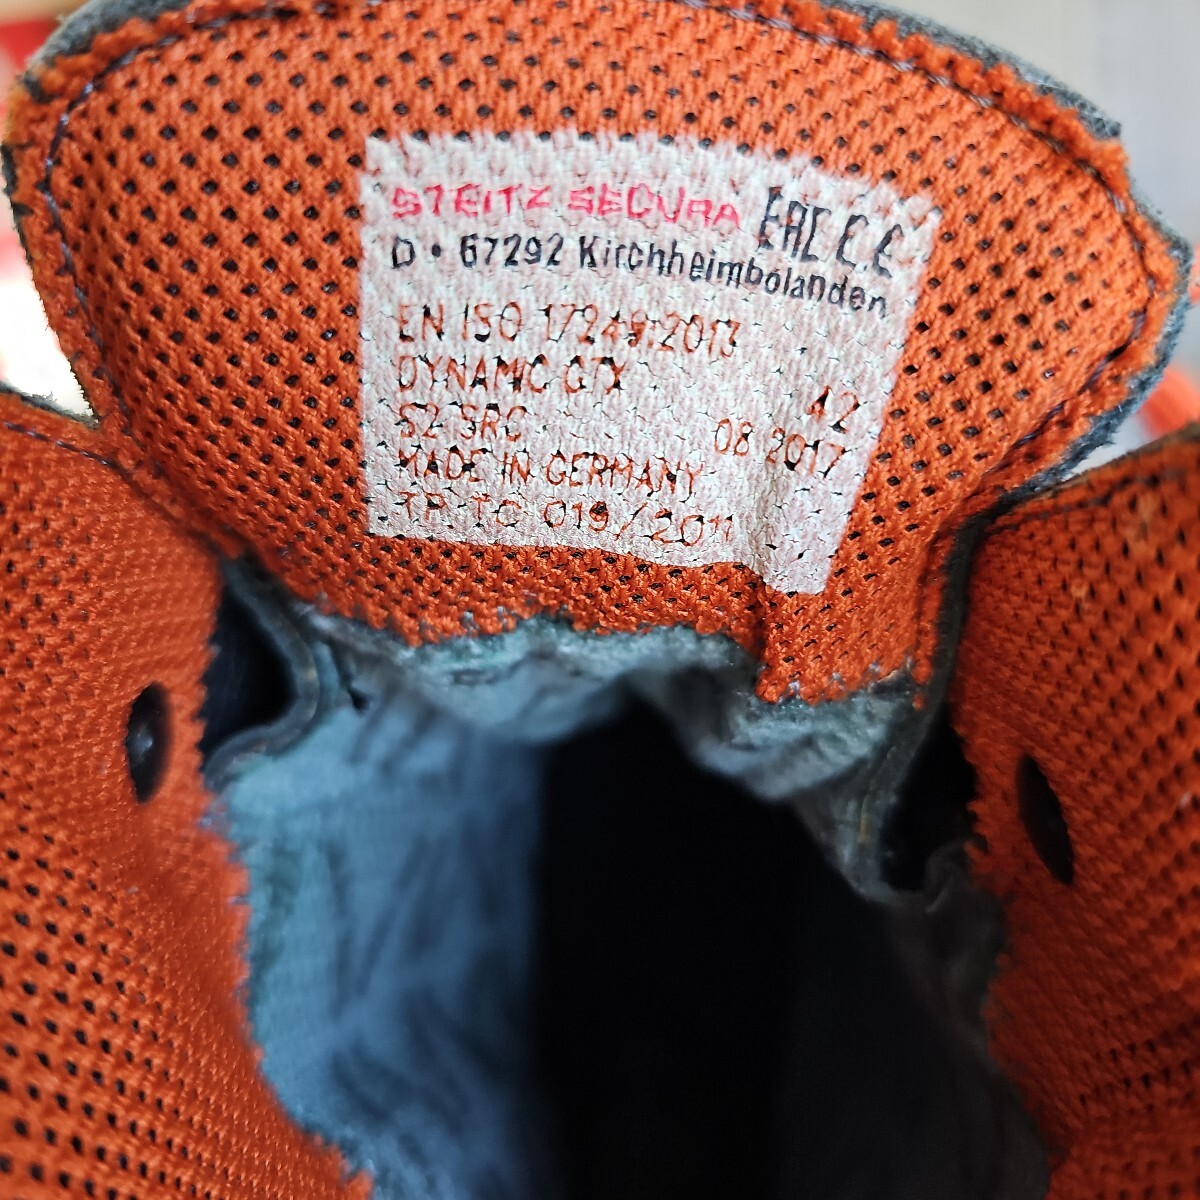 STEITZ SECURA EAC CE
D • 67292 Kirchheimbolanden
EN ISO 17249:2013
DYNAMIC GTX 42
S2 SRC 08 2017
MADE IN GERMANY
TP TC 019/2011